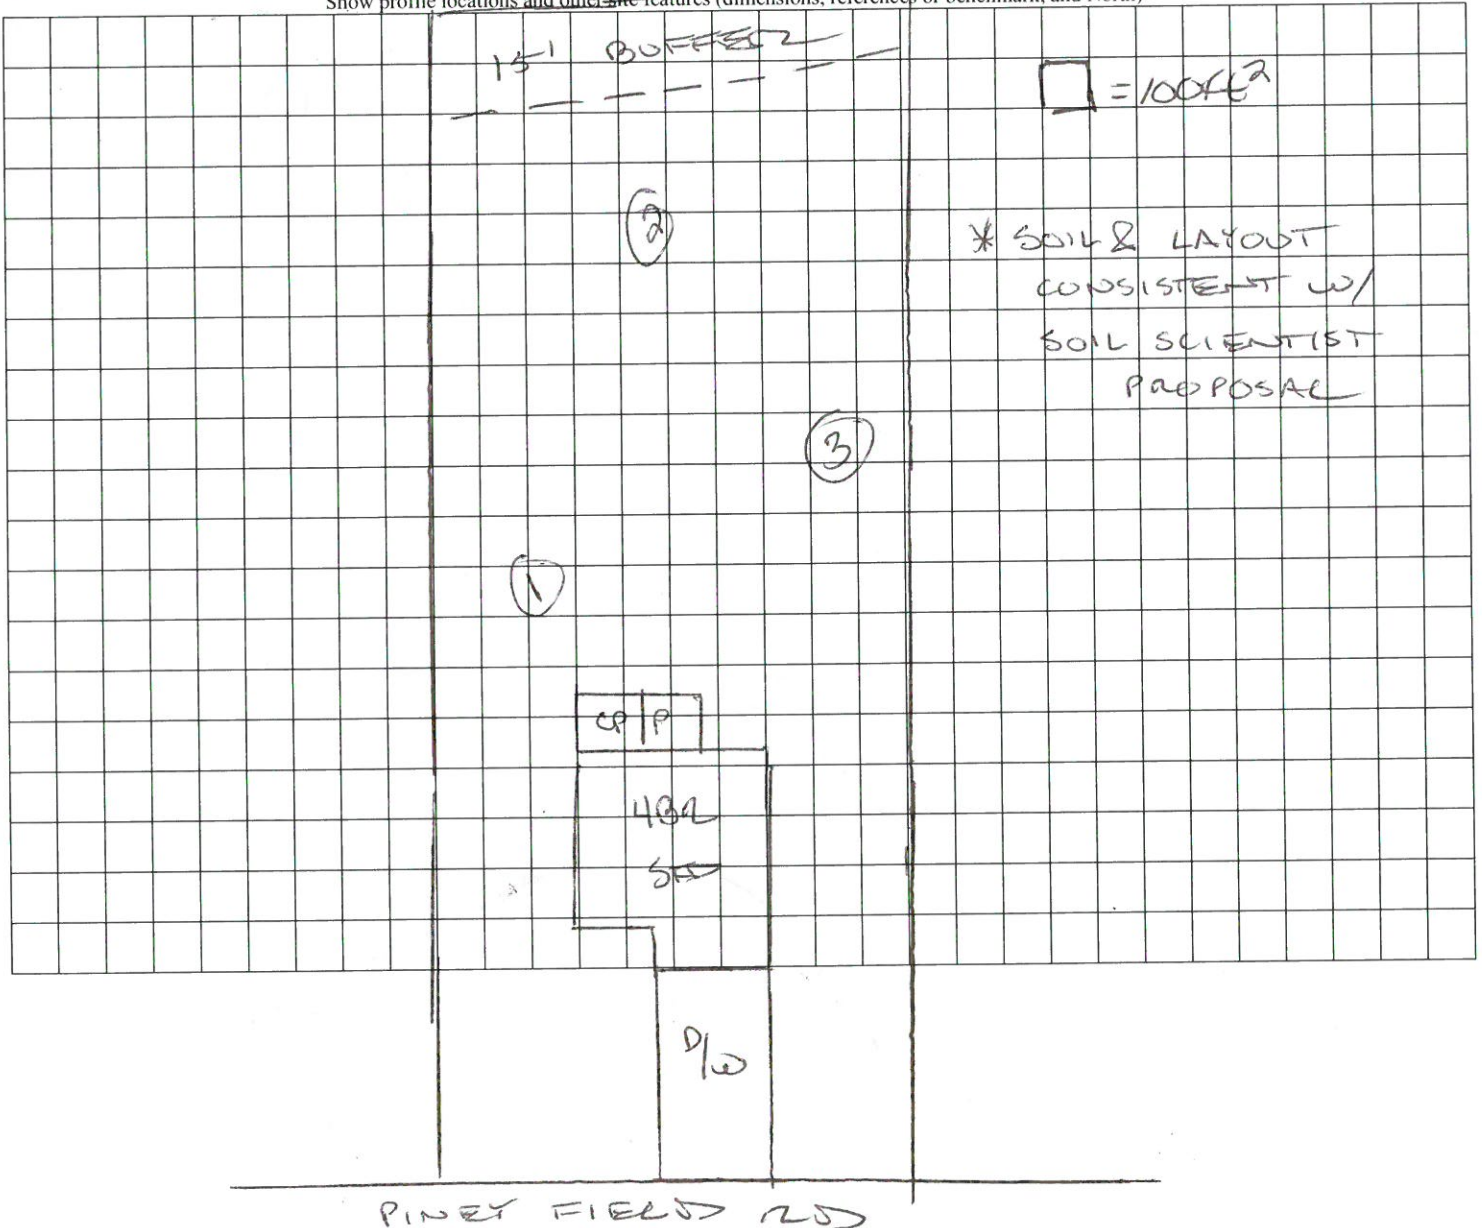 Show profile locations and other site features (dimensions, references or benchmark, and North)
15' BUFFER
= 100ft²
2
* SOIL & LAYOUT
CONSISTENT W/
SOIL SCIENTIST
PROPOSAL
3
1
CP P
4BR
SFD
D/W
PINEY FIELD RD